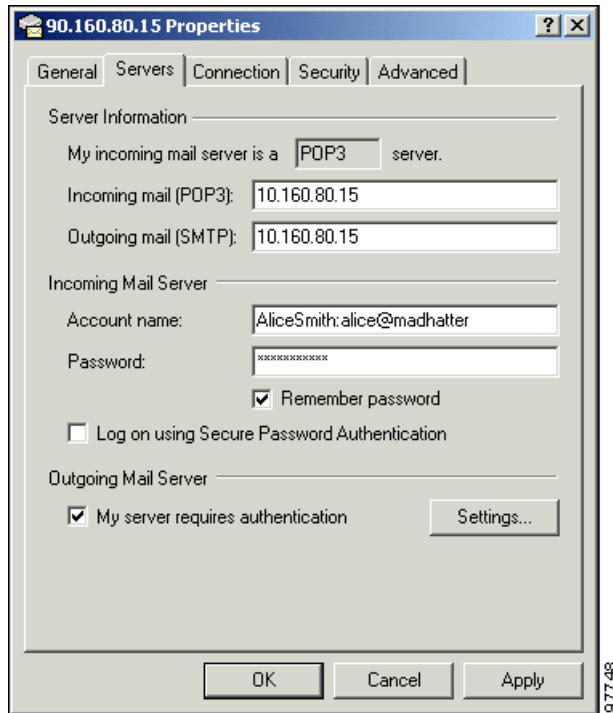 90.160.80.15 Properties
General Servers Connection Security Advanced
Server Information
My incoming mail server is a POP3 server.
Incoming mail (POP3): 10.160.80.15
Outgoing mail (SMTP): 10.160.80.15
Incoming Mail Server
Account name: AliceSmith:alice@madhatter
Password: ***********
Remember password
Log on using Secure Password Authentication
Outgoing Mail Server
My server requires authentication Settings...
OK Cancel Apply
97748